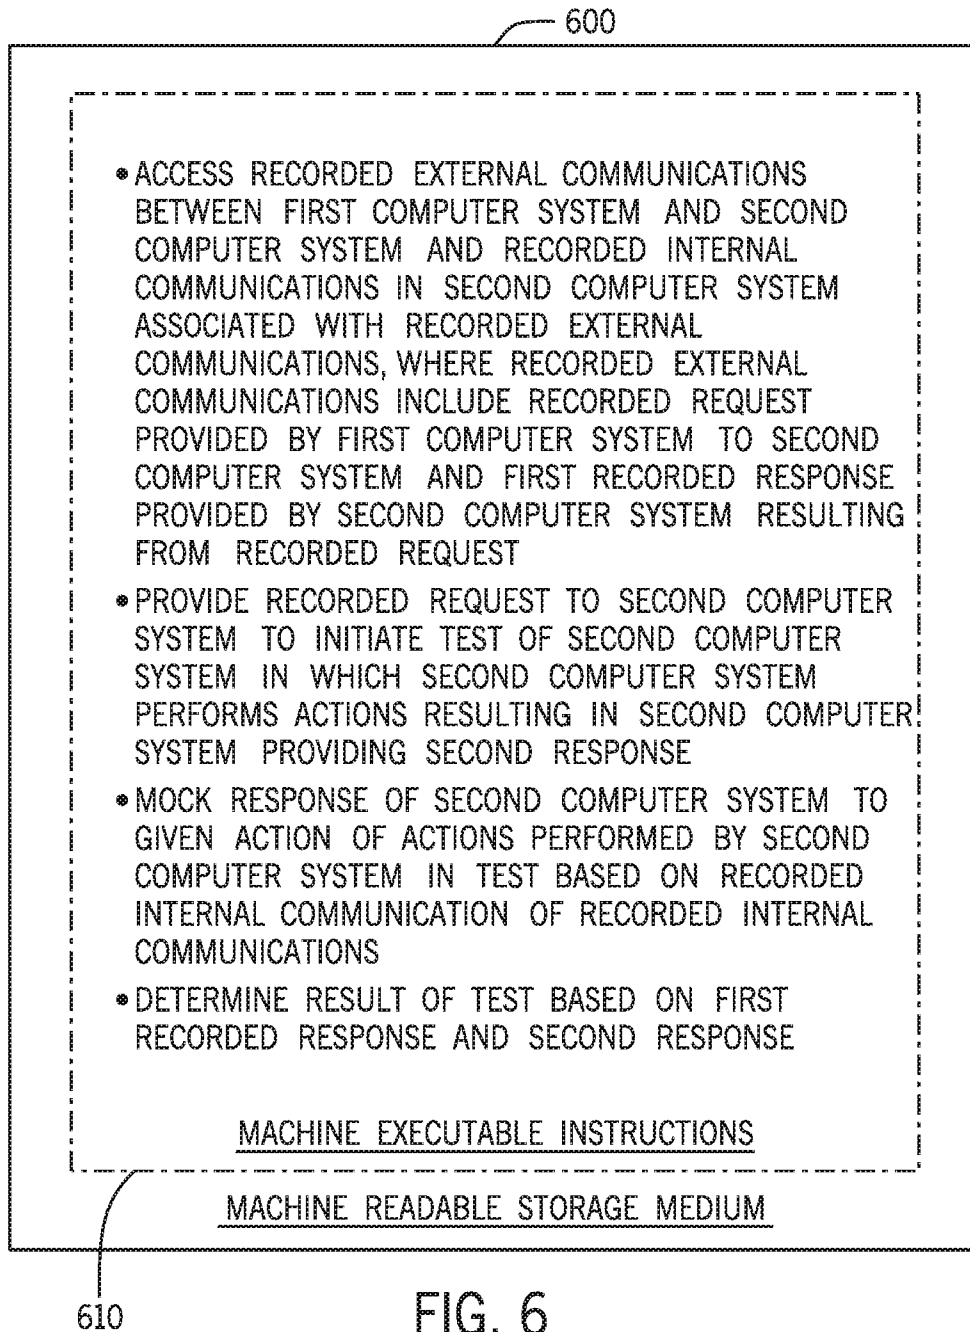 600
• ACCESS RECORDED EXTERNAL COMMUNICATIONS
BETWEEN FIRST COMPUTER SYSTEM AND SECOND
COMPUTER SYSTEM AND RECORDED INTERNAL
COMMUNICATIONS IN SECOND COMPUTER SYSTEM
ASSOCIATED WITH RECORDED EXTERNAL
COMMUNICATIONS, WHERE RECORDED EXTERNAL
COMMUNICATIONS INCLUDE RECORDED REQUEST
PROVIDED BY FIRST COMPUTER SYSTEM TO SECOND
COMPUTER SYSTEM AND FIRST RECORDED RESPONSE
PROVIDED BY SECOND COMPUTER SYSTEM RESULTING
FROM RECORDED REQUEST
• PROVIDE RECORDED REQUEST TO SECOND COMPUTER
SYSTEM TO INITIATE TEST OF SECOND COMPUTER
SYSTEM IN WHICH SECOND COMPUTER SYSTEM
PERFORMS ACTIONS RESULTING IN SECOND COMPUTER
SYSTEM PROVIDING SECOND RESPONSE
• MOCK RESPONSE OF SECOND COMPUTER SYSTEM TO
GIVEN ACTION OF ACTIONS PERFORMED BY SECOND
COMPUTER SYSTEM IN TEST BASED ON RECORDED
INTERNAL COMMUNICATION OF RECORDED INTERNAL
COMMUNICATIONS
• DETERMINE RESULT OF TEST BASED ON FIRST
RECORDED RESPONSE AND SECOND RESPONSE
MACHINE EXECUTABLE INSTRUCTIONS
MACHINE READABLE STORAGE MEDIUM
610
FIG. 6